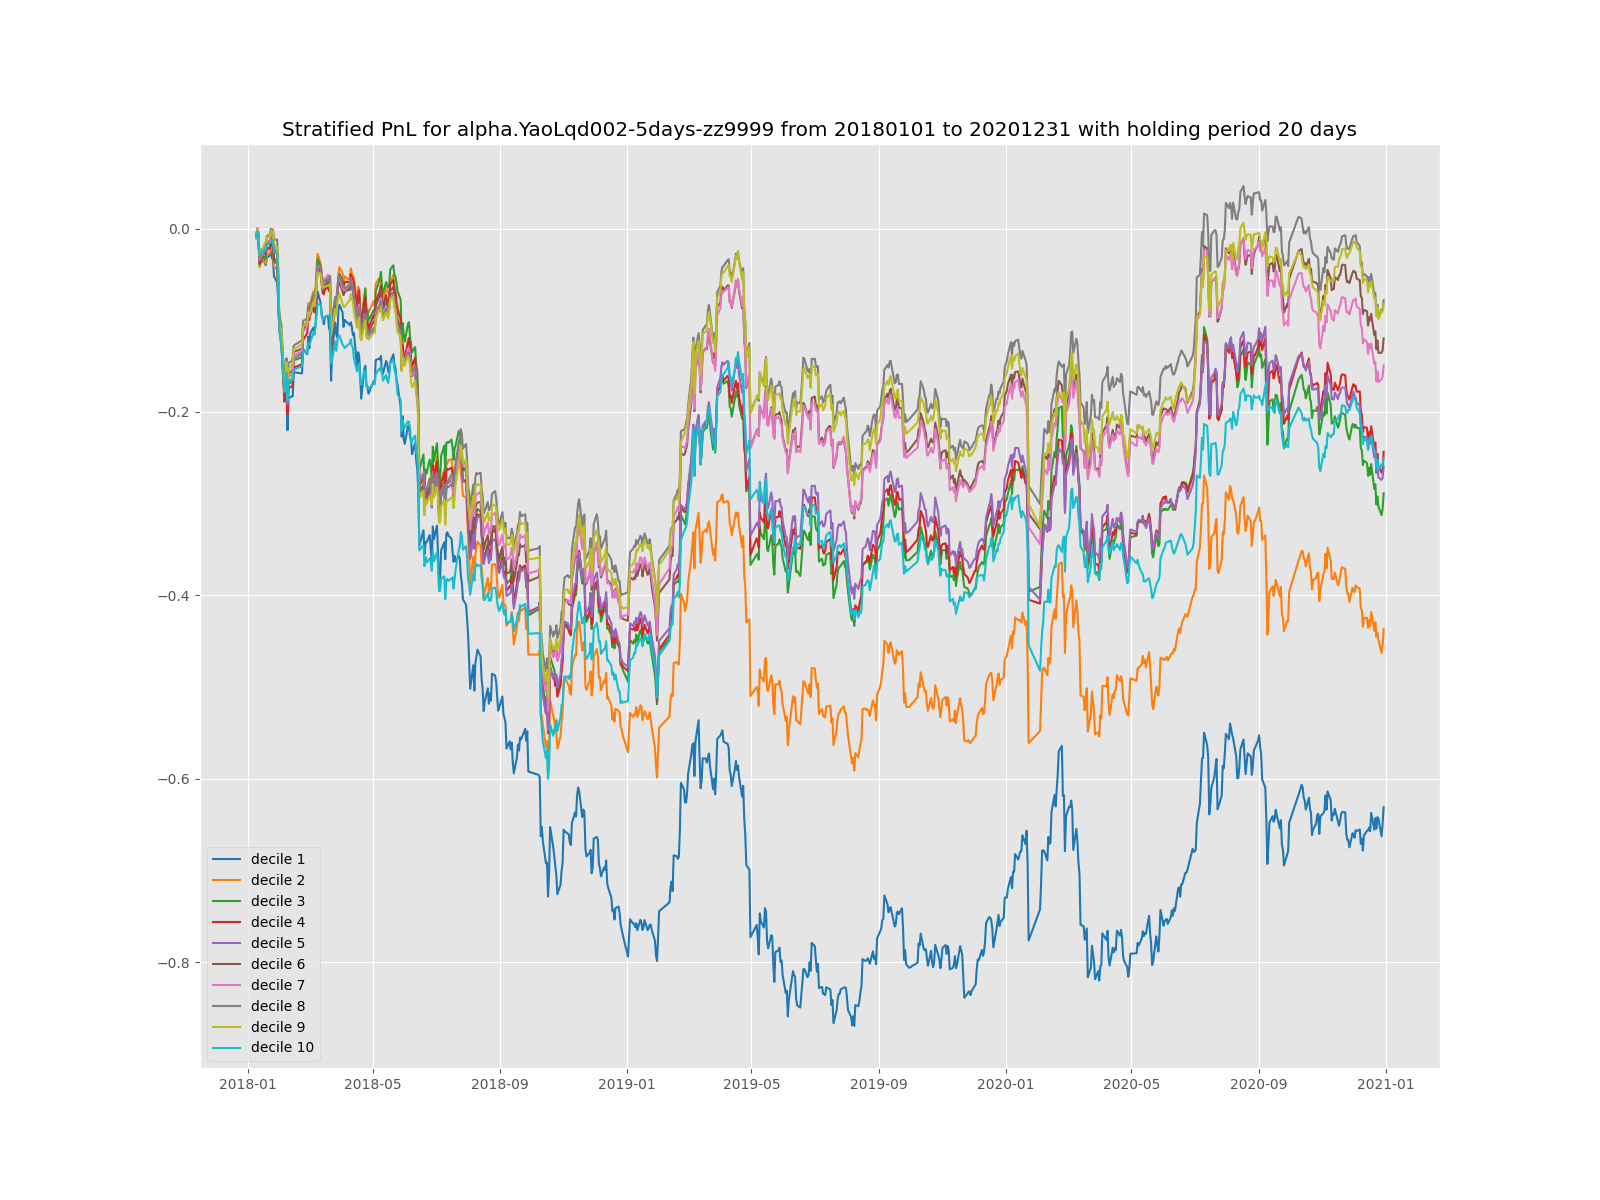 Stratified PnL for alpha.YaoLqd002-5days-zz9999 from 20180101 to 20201231 with holding period 20 days
0.0
−0.2
−0.4
−0.6
−0.8
decile 1
decile 2
decile 3
decile 4
decile 5
decile 6
decile 7
decile 8
decile 9
decile 10
2018-01 2018-05 2018-09 2019-01 2019-05 2019-09 2020-01 2020-05 2020-09 2021-01